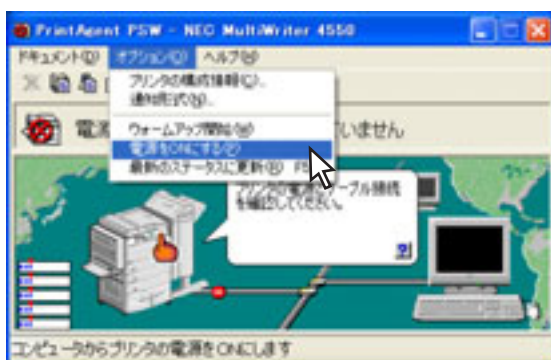 PrintAgent PSW - NEC MultiWriter 4550
ドキュメント(D) オプション(O) ヘルプ(H)
プリンタの構成情報(C)...
通知形式(N)...
ウォームアップ開始(W)
電源 いません
電源をONにする(P)
最新のステータスに更新(R) F5
プリンタの電源 ケーブル接続
を確認してください。
コンピュータからプリンタの電源をONにします